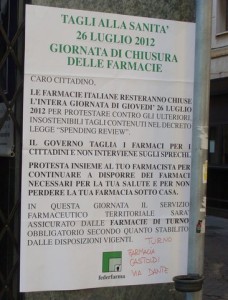 TAGLI ALLA SANITA'
26 LUGLIO 2012
GIORNATA DI CHIUSURA
DELLE FARMACIE
CARO CITTADINO,
LE FARMACIE ITALIANE RESTERANNO CHIUSE
L'INTERA GIORNATA DI GIOVEDI' 26 LUGLIO
2012 PER PROTESTARE CONTRO GLI ULTERIORI,
INSOSTENIBILI TAGLI CONTENUTI NEL DECRETO
LEGGE "SPENDING REVIEW".
IL GOVERNO TAGLIA I FARMACI PER I
CITTADINI E NON INTERVIENE SUGLI SPRECHI.
PROTESTA INSIEME AL TUO FARMACISTA PER
CONTINUARE A DISPORRE DEI FARMACI
NECESSARI PER LA TUA SALUTE E PER NON
PERDERE LA TUA FARMACIA SOTTO CASA.
IN QUESTA GIORNATA IL SERVIZIO
FARMACEUTICO TERRITORIALE SARA'
ASSICURATO DALLE FARMACIE DI TURNO
OBBLIGATORIO SECONDO QUANTO STABILITO
DALLE DISPOSIZIONI VIGENTI.
TURNO
FARMACIA
CASTOLDI
VIA DANTE
federfarma